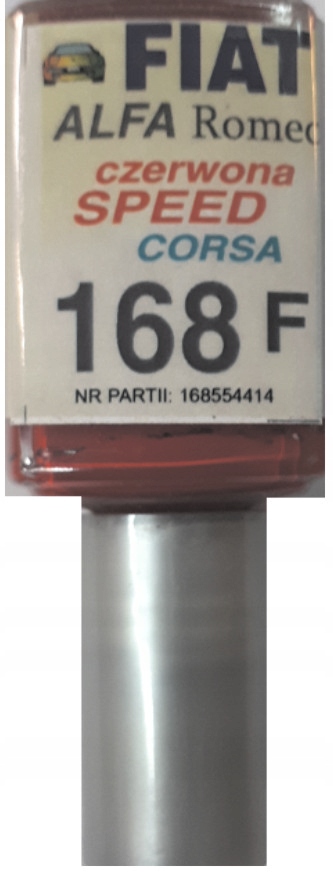 FIAT
ALFA Romeo
czerwona
SPEED
CORSA
168 F
NR PARTII: 168554414